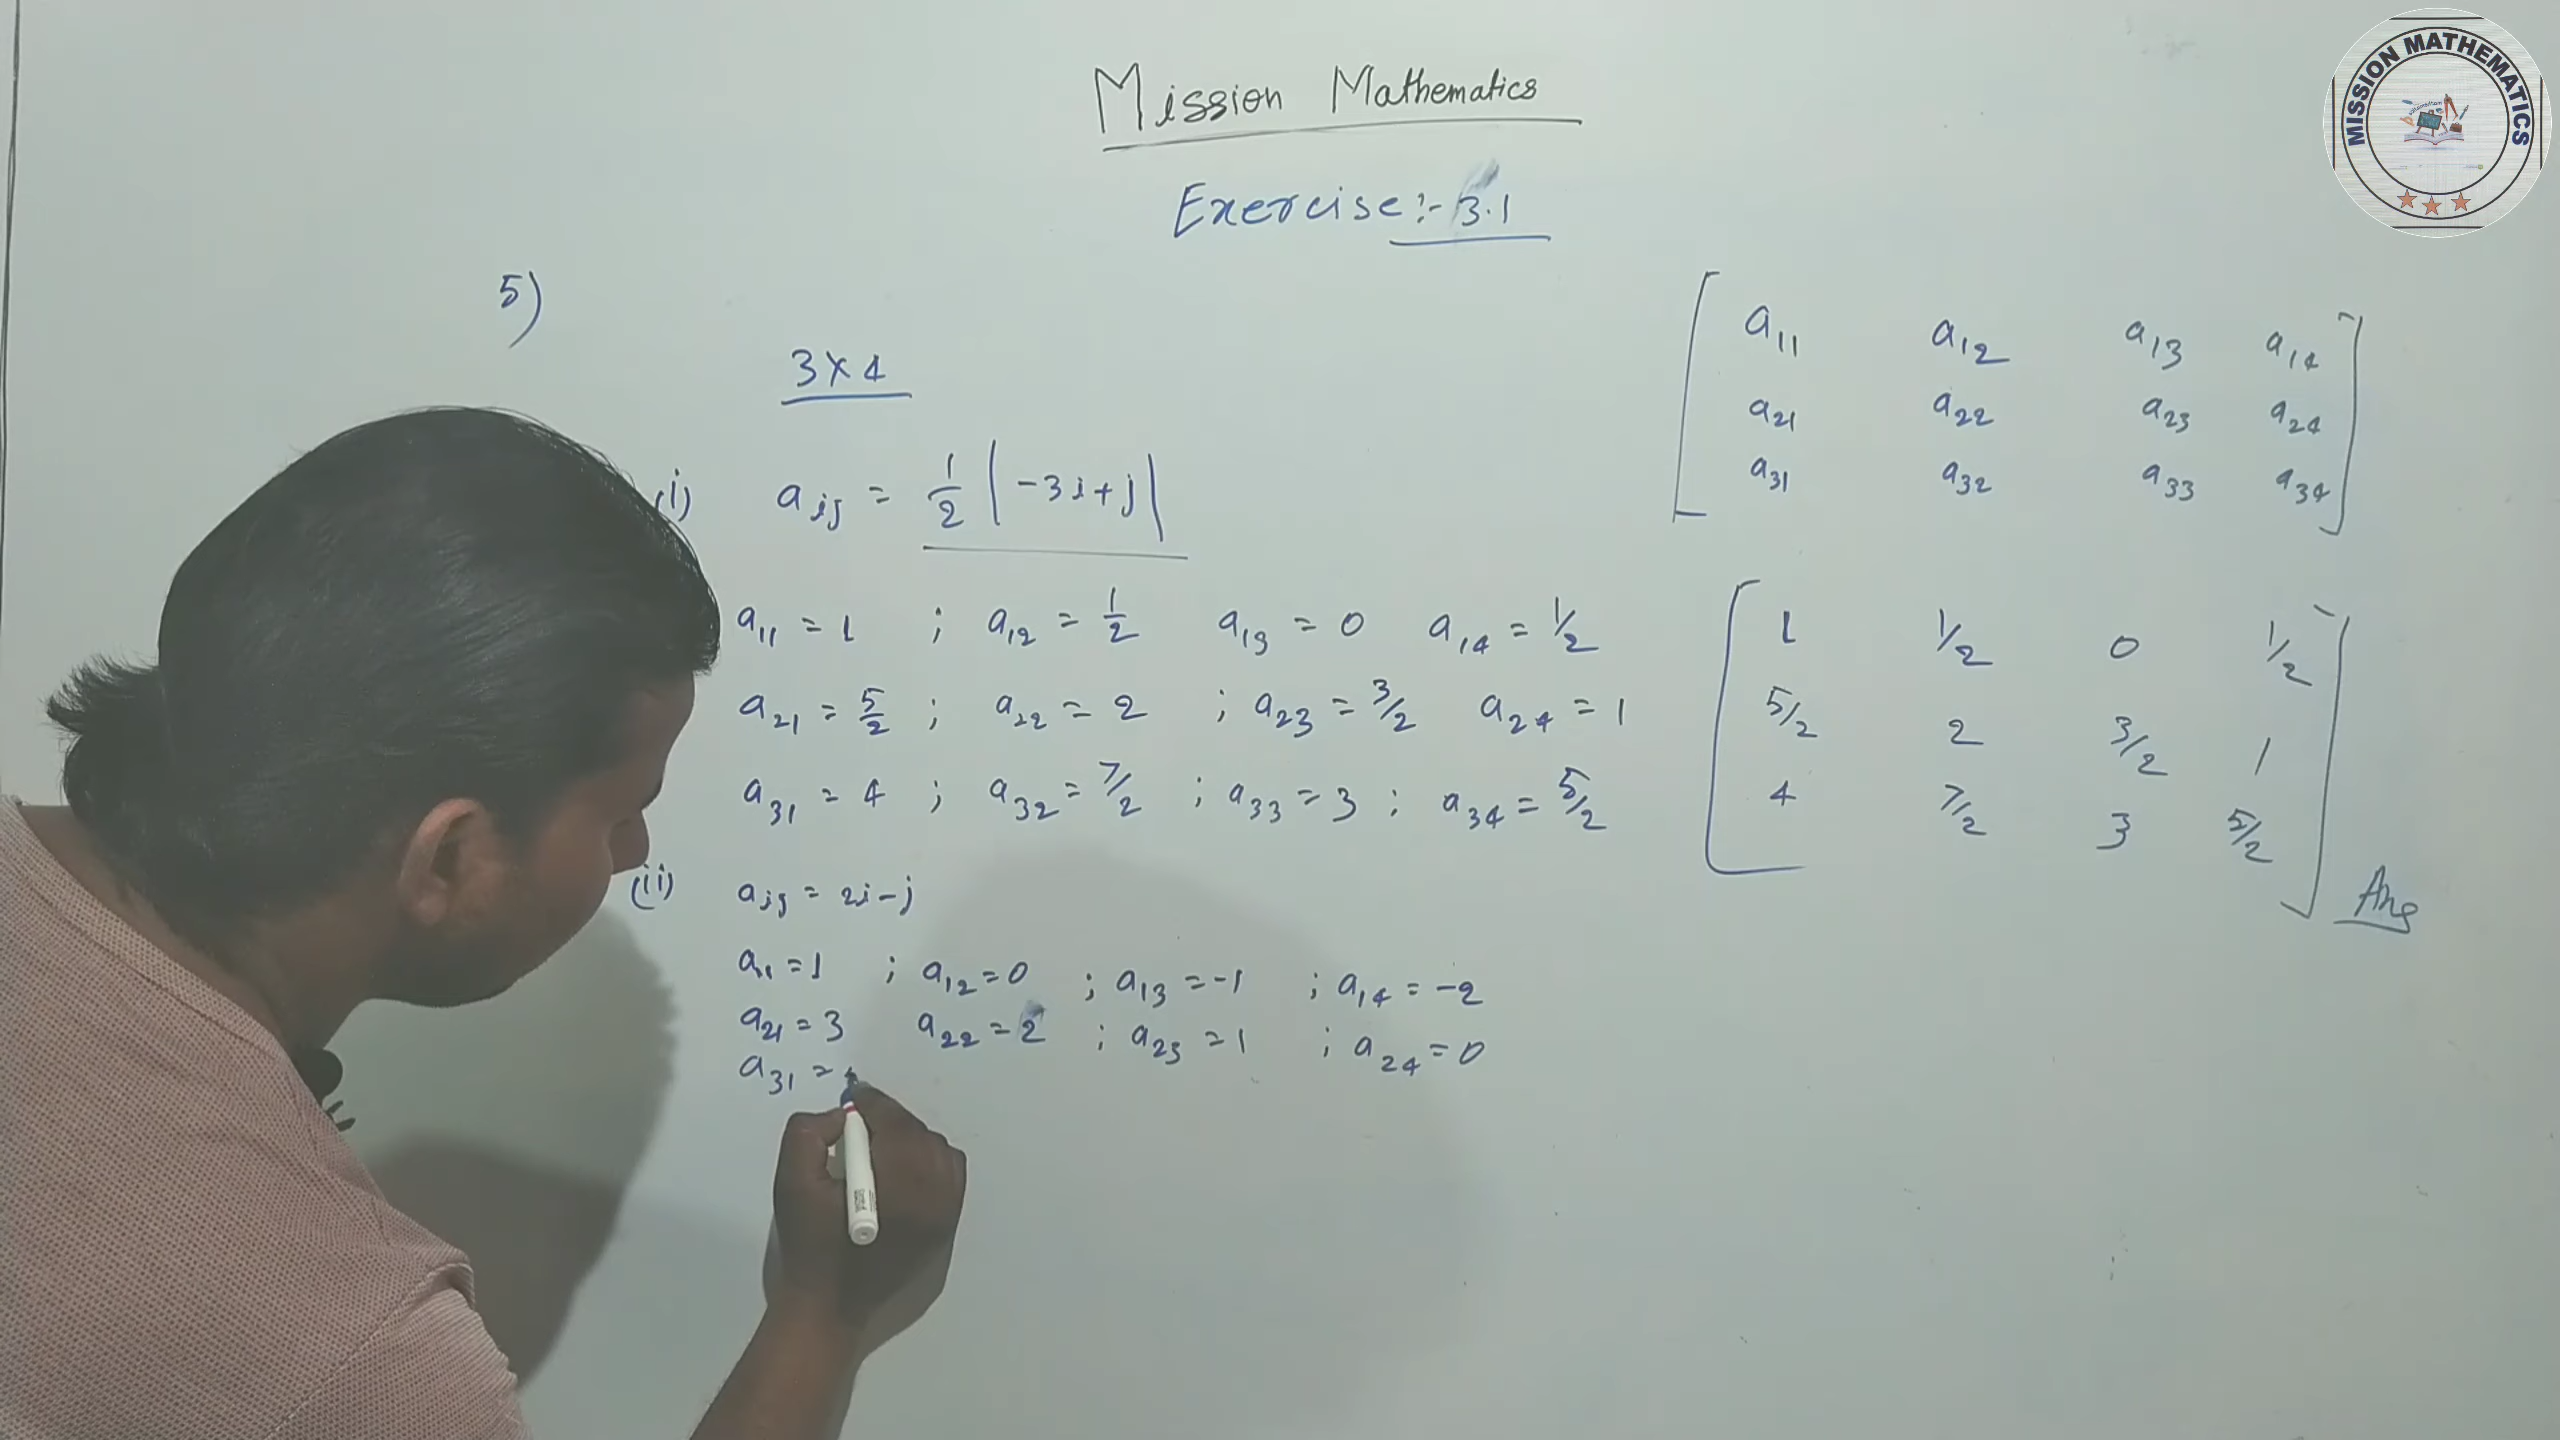 Mission Mathematics
MISSION MATHEMATICS
Exercise:- 3.1
5)
3×4
(i) aij = 1/2 |-3i+j|
a11 = 1 ; a12 = 1/2 a13 = 0 a14 = 1/2
a21 = 5/2 ; a22 = 2 ; a23 = 3/2 a24 = 1
a31 = 4 ; a32 = 7/2 ; a33 = 3 ; a34 = 5/2
(ii) aij = 2i-j
a11 = 1 ; a12 = 0 ; a13 = -1 ; a14 = -2
a21 = 3 a22 = 2 ; a23 = 1 ; a24 = 0
a31 =
a11 a12 a13 a14
a21 a22 a23 a24
a31 a32 a33 a34
1 1/2 0 1/2
5/2 2 3/2 1
4 7/2 3 5/2
Ans